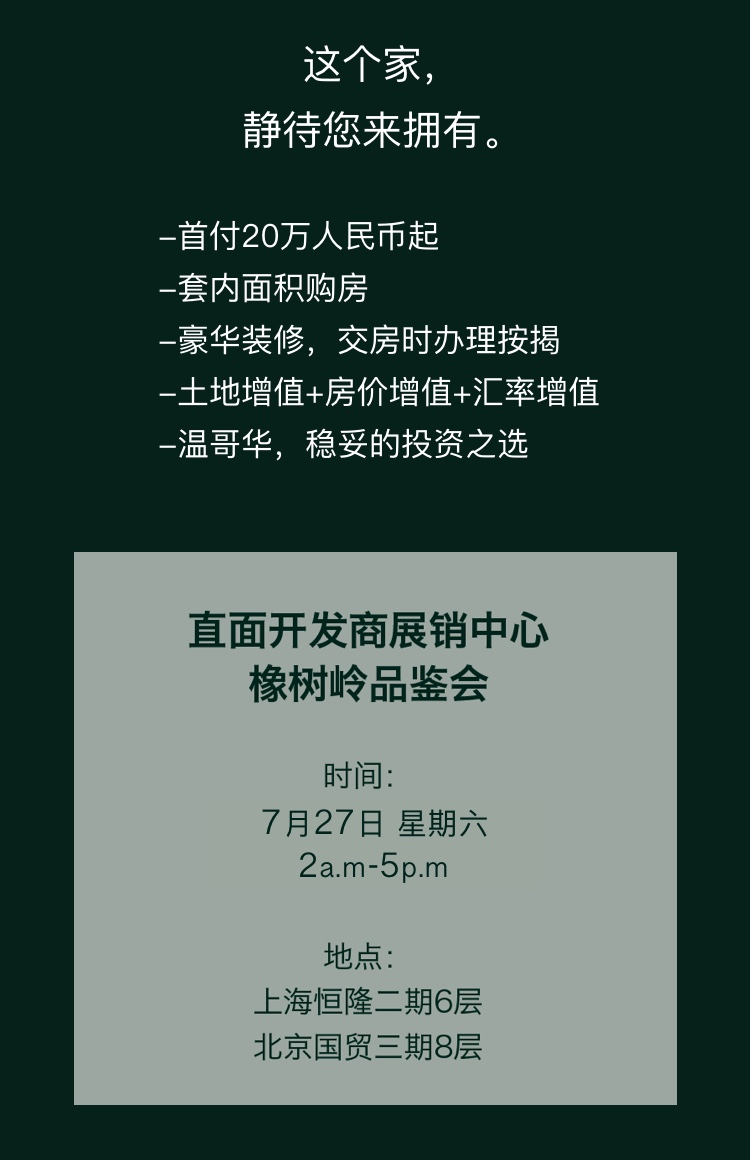 这个家，
静待您来拥有。
–首付20万人民币起
–套内面积购房
–豪华装修，交房时办理按揭
–土地增值+房价增值+汇率增值
–温哥华，稳妥的投资之选
直面开发商展销中心
橡树岭品鉴会
时间：
7月27日 星期六
2a.m-5p.m
地点：
上海恒隆二期6层
北京国贸三期8层